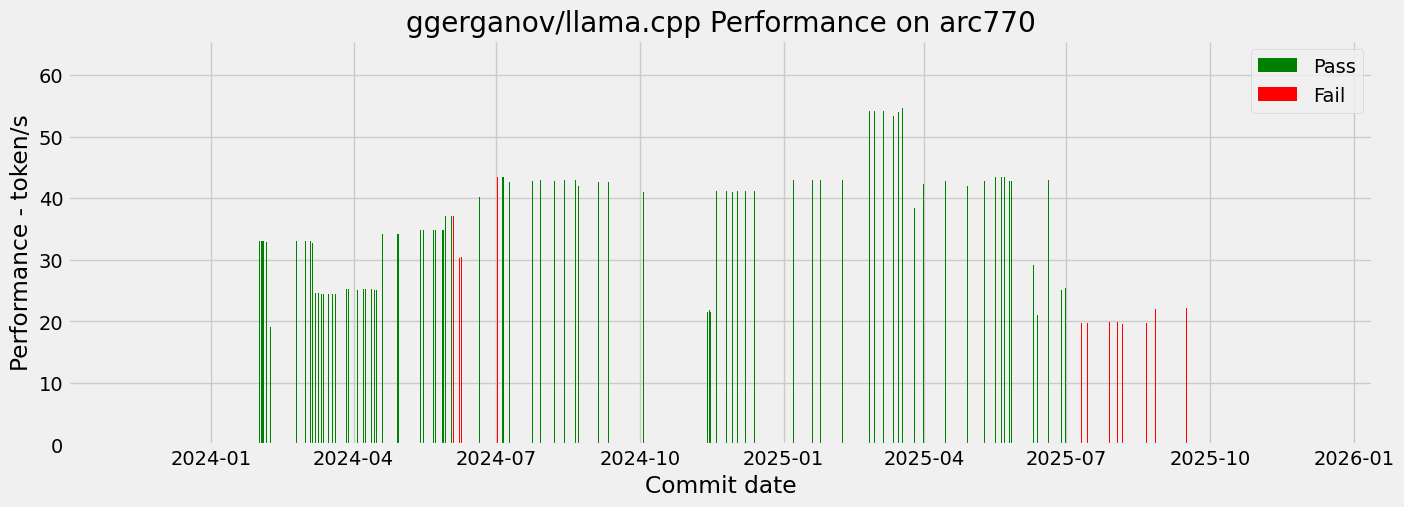 ggerganov/llama.cpp Performance on arc770
Pass
Fail
Performance - token/s
60
50
40
30
20
10
0
2024-01 2024-04 2024-07 2024-10 2025-01 2025-04 2025-07 2025-10 2026-01
Commit date